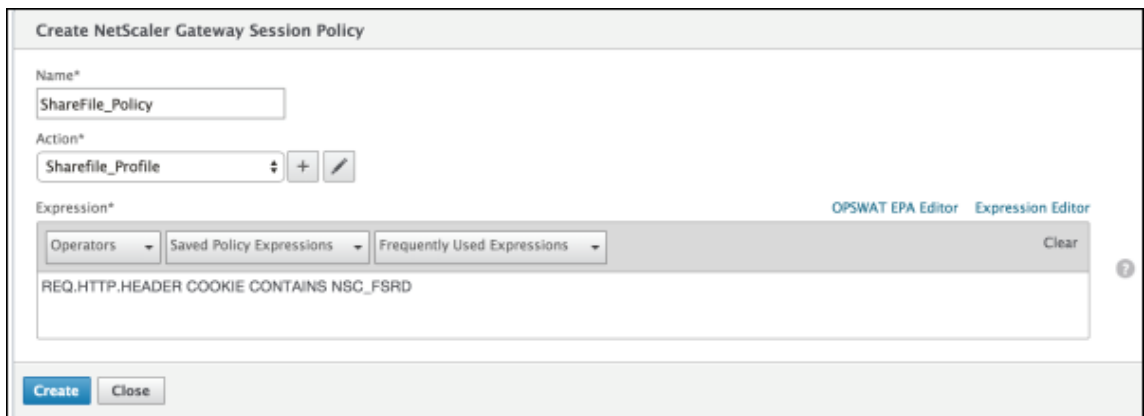 Create NetScaler Gateway Session Policy
Name*
ShareFile_Policy
Action*
Sharefile_Profile
+
Expression*
OPSWAT EPA Editor Expression Editor
Operators Saved Policy Expressions Frequently Used Expressions Clear
?
REQ.HTTP.HEADER COOKIE CONTAINS NSC_FSRD
Create Close